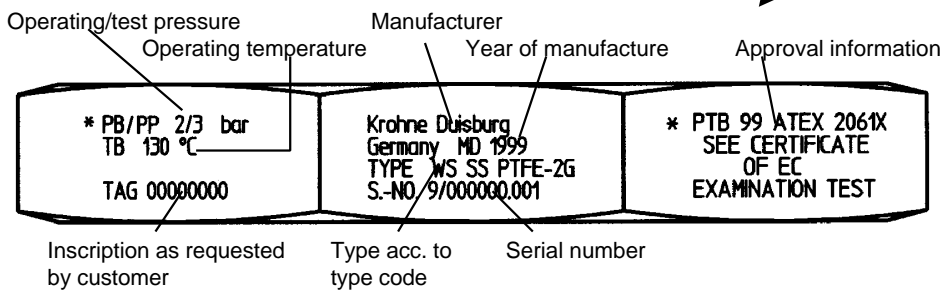 Operating/test pressure
Operating temperature
Manufacturer
Year of manufacture
Approval information
* PB/PP 2/3 bar
TB 130 °C
TAG 00000000
Krohne Duisburg
Germany MD 1999
TYPE WS SS PTFE-2G
S.-NO. 9/000000.001
* PTB 99 ATEX 2061X
SEE CERTIFICATE
OF EC
EXAMINATION TEST
Inscription as requested
by customer
Type acc. to
type code
Serial number